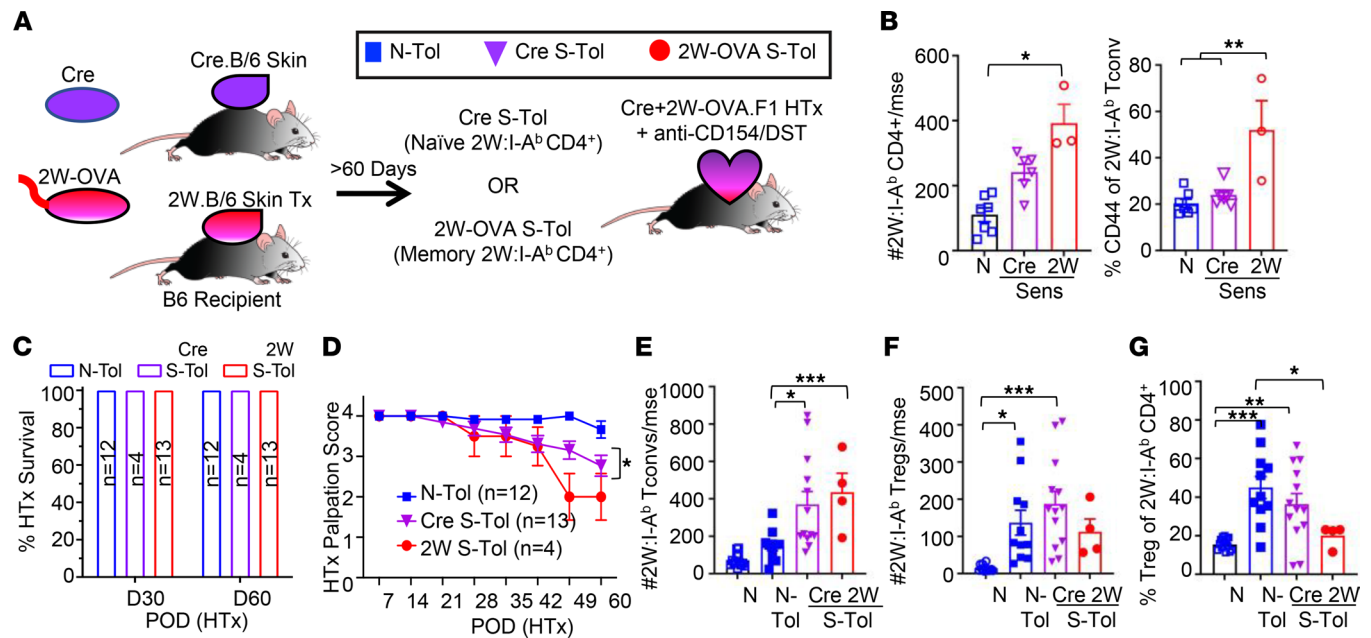 A
Cre
Cre.B/6 Skin
2W-OVA
2W.B/6 Skin Tx
B6 Recipient
N-Tol
Cre S-Tol
2W-OVA S-Tol
>60 Days
Cre S-Tol
(Naïve 2W:I-Aᵇ CD4⁺)
OR
2W-OVA S-Tol
(Memory 2W:I-Aᵇ CD4⁺)
Cre+2W-OVA.F1 HTx
+ anti-CD154/DST
B
#2W:I-Aᵇ CD4+/mse
600
400
200
0
*
N
Cre
2W
Sens
% CD44 of 2W:I-Aᵇ Tconv
80
60
40
20
0
**
N
Cre
2W
Sens
C
Cre
2W
N-Tol
S-Tol
S-Tol
% HTx Survival
100
80
60
40
20
0
n=12
n=4
n=13
n=12
n=4
n=13
D30
D60
POD (HTx)
D
HTx Palpation Score
4
3
2
1
0
*
N-Tol (n=12)
Cre S-Tol (n=13)
2W S-Tol (n=4)
7
14
21
28
35
42
49
60
POD (HTx)
E
#2W:I-Aᵇ Tconvs/mse
1000
800
600
400
200
0
***
*
N
N-
Tol
Cre
2W
S-Tol
F
#2W:I-Aᵇ Tregs/mse
500
400
300
200
100
0
***
*
N
N-
Tol
Cre
2W
S-Tol
G
% Treg of 2W:I-Aᵇ CD4⁺
100
80
60
40
20
0
*
**
***
N
N-
Tol
Cre
2W
S-Tol